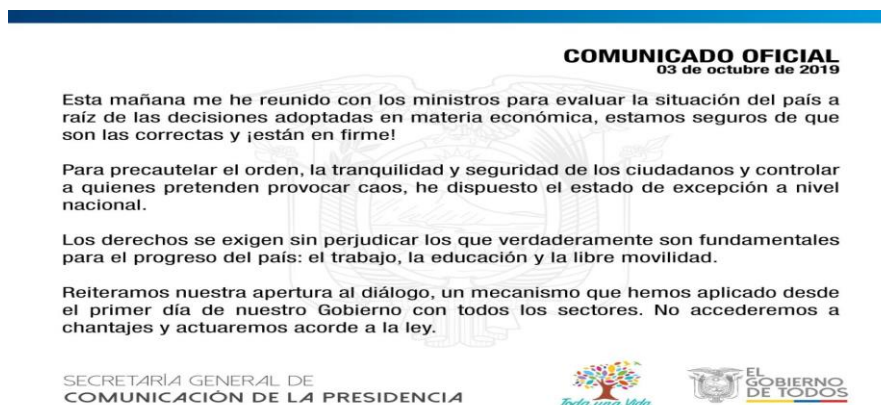 COMUNICADO OFICIAL
03 de octubre de 2019
Esta mañana me he reunido con los ministros para evaluar la situación del país a
raíz de las decisiones adoptadas en materia económica, estamos seguros de que
son las correctas y ¡están en firme!
Para precautelar el orden, la tranquilidad y seguridad de los ciudadanos y controlar
a quienes pretenden provocar caos, he dispuesto el estado de excepción a nivel
nacional.
Los derechos se exigen sin perjudicar los que verdaderamente son fundamentales
para el progreso del país: el trabajo, la educación y la libre movilidad.
Reiteramos nuestra apertura al diálogo, un mecanismo que hemos aplicado desde
el primer día de nuestro Gobierno con todos los sectores. No accederemos a
chantajes y actuaremos acorde a la ley.
SECRETARÍA GENERAL DE
COMUNICACIÓN DE LA PRESIDENCIA
Toda una Vida
EL
GOBIERNO
DE TODOS